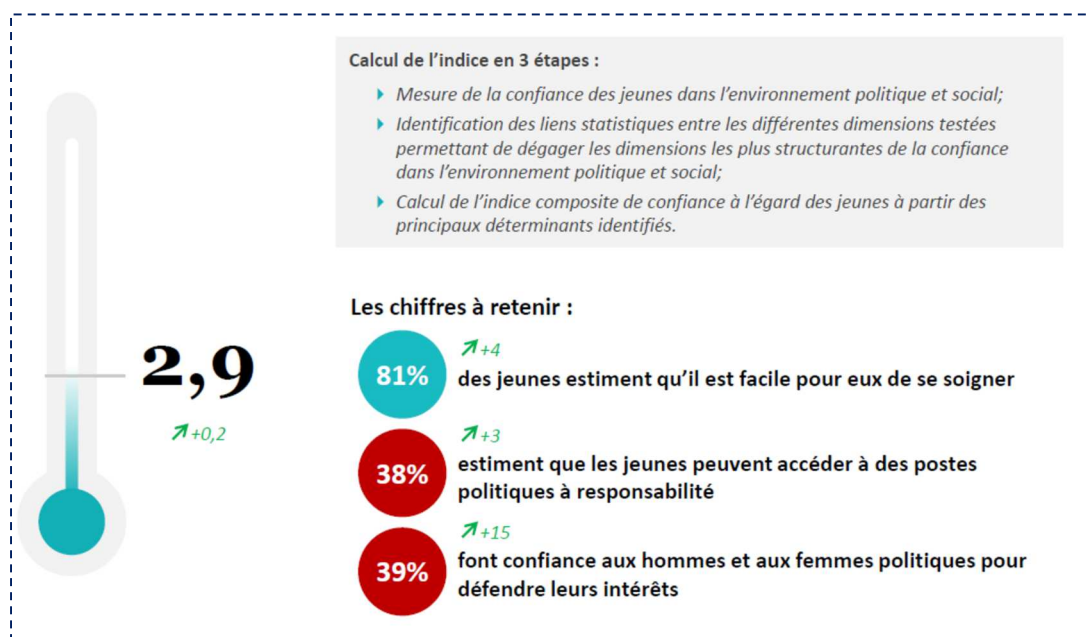 Calcul de l'indice en 3 étapes :
Mesure de la confiance des jeunes dans l'environnement politique et social;
Identification des liens statistiques entre les différentes dimensions testées
permettant de dégager les dimensions les plus structurantes de la confiance
dans l'environnement politique et social;
Calcul de l'indice composite de confiance à l'égard des jeunes à partir des
principaux déterminants identifiés.
2,9
+0,2
Les chiffres à retenir :
+4
81%
des jeunes estiment qu'il est facile pour eux de se soigner
+3
38%
estiment que les jeunes peuvent accéder à des postes
politiques à responsabilité
+15
39%
font confiance aux hommes et aux femmes politiques pour
défendre leurs intérêts